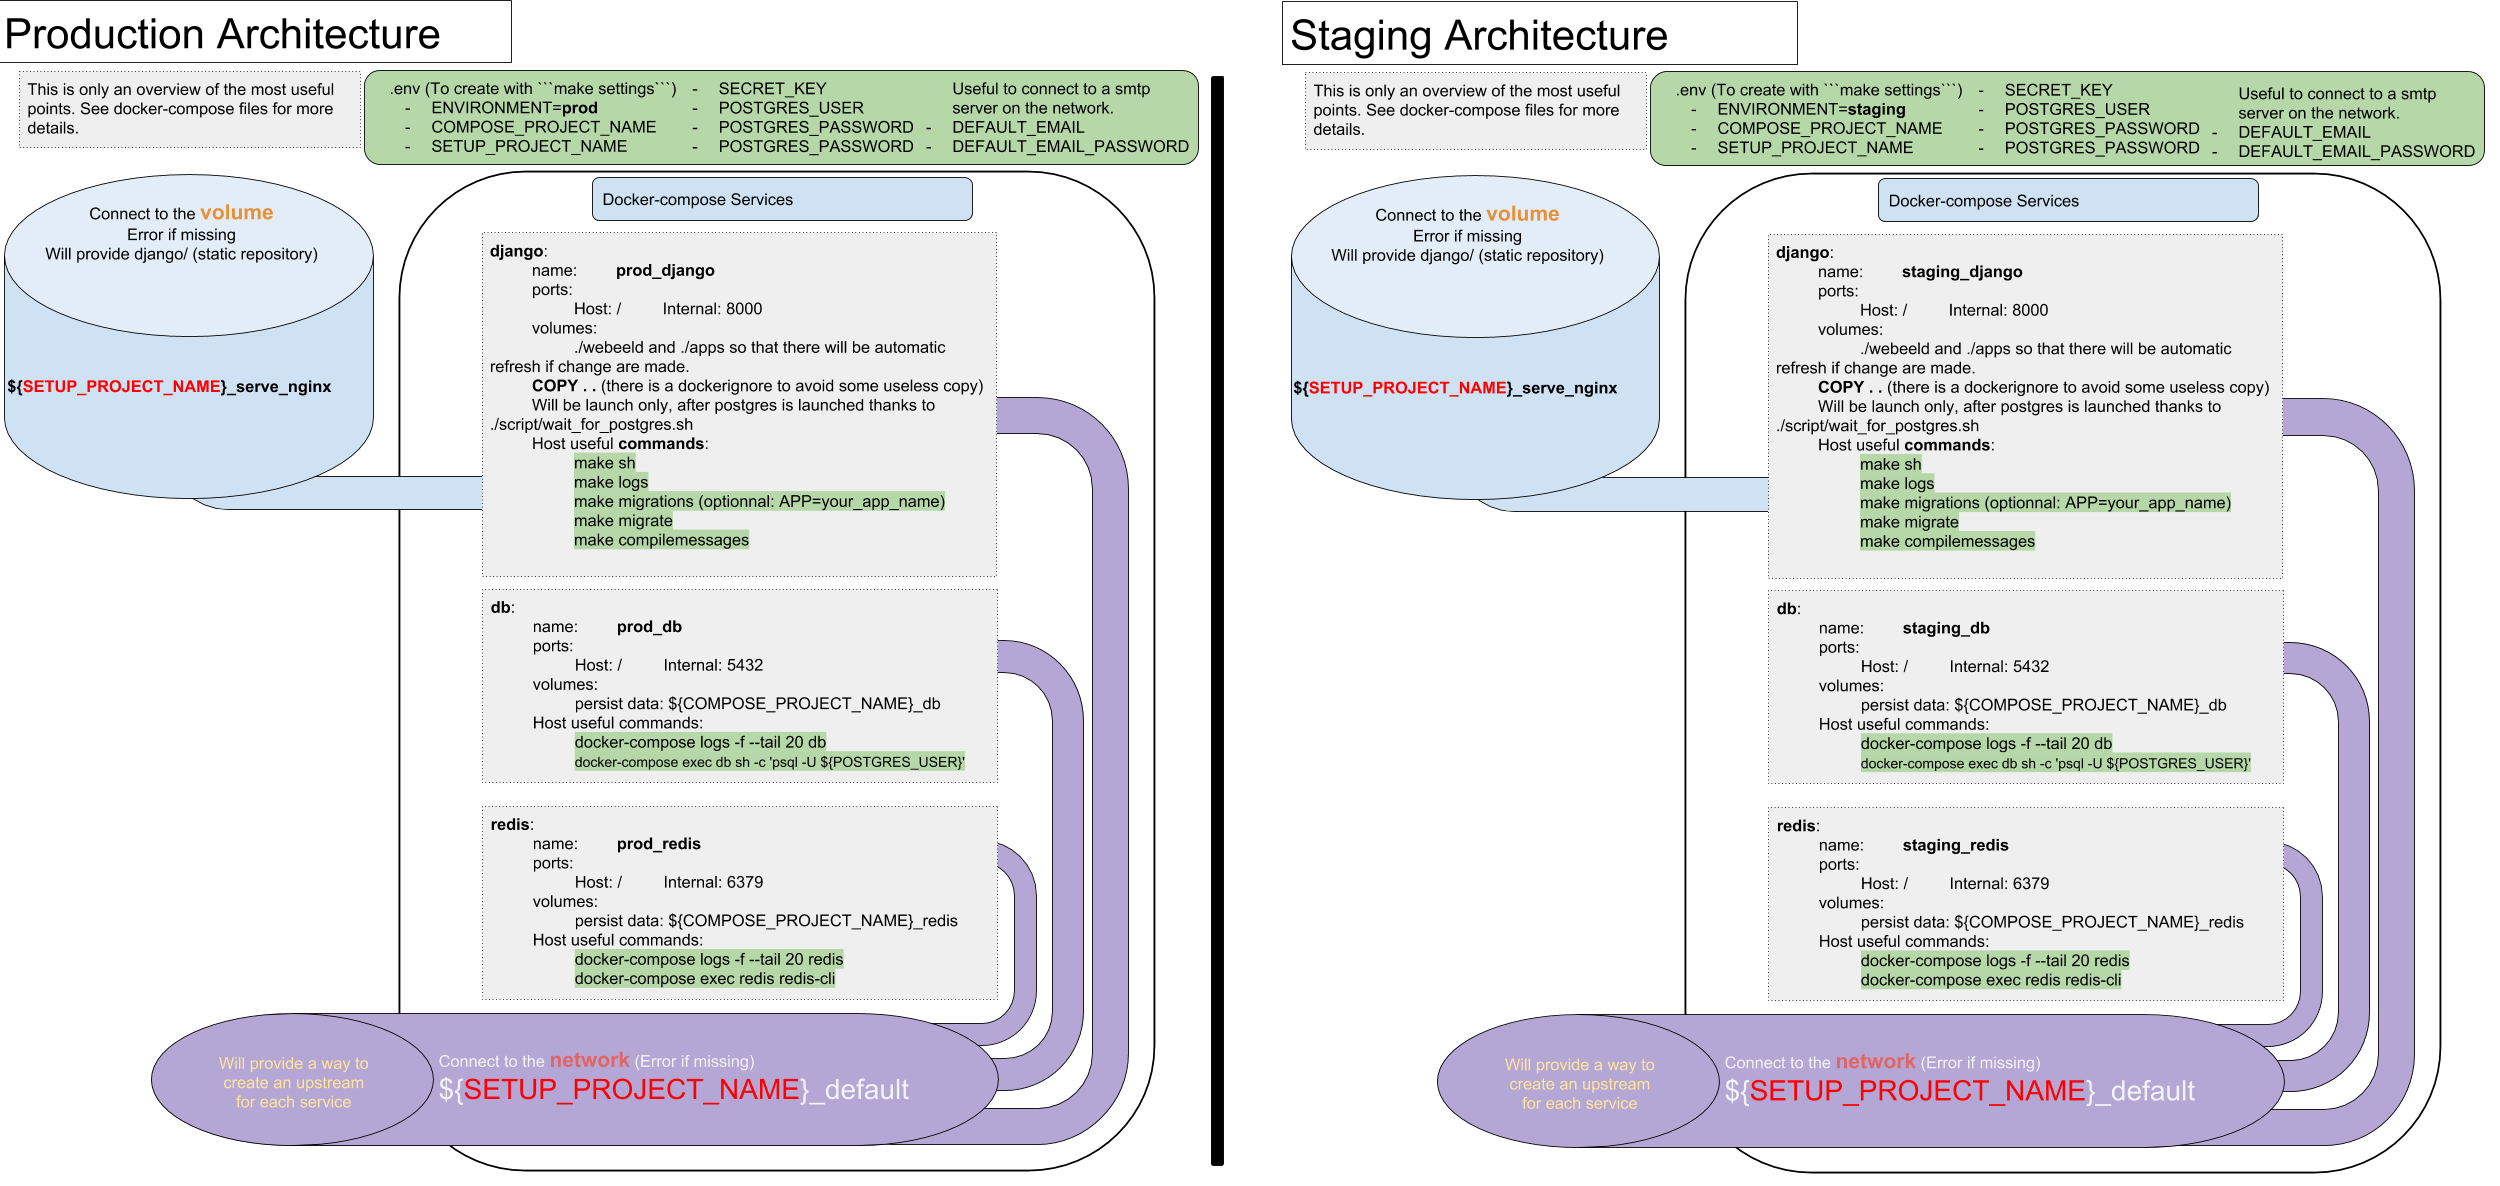 Production Architecture
This is only an overview of the most useful
points. See docker-compose files for more
details.
.env (To create with ```make settings```)
- ENVIRONMENT=prod
- COMPOSE_PROJECT_NAME
- SETUP_PROJECT_NAME
- SECRET_KEY
- POSTGRES_USER
- POSTGRES_PASSWORD
- POSTGRES_PASSWORD
Useful to connect to a smtp
server on the network.
- DEFAULT_EMAIL
- DEFAULT_EMAIL_PASSWORD
Connect to the volume
Error if missing
Will provide django/ (static repository)
${SETUP_PROJECT_NAME}_serve_nginx
Docker-compose Services
django:
name: prod_django
ports:
Host: / Internal: 8000
volumes:
./webeeld and ./apps so that there will be automatic
refresh if change are made.
COPY . . (there is a dockerignore to avoid some useless copy)
Will be launch only, after postgres is launched thanks to
./script/wait_for_postgres.sh
Host useful commands:
make sh
make logs
make migrations (optionnal: APP=your_app_name)
make migrate
make compilemessages
db:
name: prod_db
ports:
Host: / Internal: 5432
volumes:
persist data: ${COMPOSE_PROJECT_NAME}_db
Host useful commands:
docker-compose logs -f --tail 20 db
docker-compose exec db sh -c 'psql -U ${POSTGRES_USER}'
redis:
name: prod_redis
ports:
Host: / Internal: 6379
volumes:
persist data: ${COMPOSE_PROJECT_NAME}_redis
Host useful commands:
docker-compose logs -f --tail 20 redis
docker-compose exec redis redis-cli
Will provide a way to
create an upstream
for each service
Connect to the network (Error if missing)
${SETUP_PROJECT_NAME}_default
Staging Architecture
This is only an overview of the most useful
points. See docker-compose files for more
details.
.env (To create with ```make settings```)
- ENVIRONMENT=staging
- COMPOSE_PROJECT_NAME
- SETUP_PROJECT_NAME
- SECRET_KEY
- POSTGRES_USER
- POSTGRES_PASSWORD
- POSTGRES_PASSWORD
Useful to connect to a smtp
server on the network.
- DEFAULT_EMAIL
- DEFAULT_EMAIL_PASSWORD
Connect to the volume
Error if missing
Will provide django/ (static repository)
${SETUP_PROJECT_NAME}_serve_nginx
Docker-compose Services
django:
name: staging_django
ports:
Host: / Internal: 8000
volumes:
./webeeld and ./apps so that there will be automatic
refresh if change are made.
COPY . . (there is a dockerignore to avoid some useless copy)
Will be launch only, after postgres is launched thanks to
./script/wait_for_postgres.sh
Host useful commands:
make sh
make logs
make migrations (optionnal: APP=your_app_name)
make migrate
make compilemessages
db:
name: staging_db
ports:
Host: / Internal: 5432
volumes:
persist data: ${COMPOSE_PROJECT_NAME}_db
Host useful commands:
docker-compose logs -f --tail 20 db
docker-compose exec db sh -c 'psql -U ${POSTGRES_USER}'
redis:
name: staging_redis
ports:
Host: / Internal: 6379
volumes:
persist data: ${COMPOSE_PROJECT_NAME}_redis
Host useful commands:
docker-compose logs -f --tail 20 redis
docker-compose exec redis redis-cli
Will provide a way to
create an upstream
for each service
Connect to the network (Error if missing)
${SETUP_PROJECT_NAME}_default